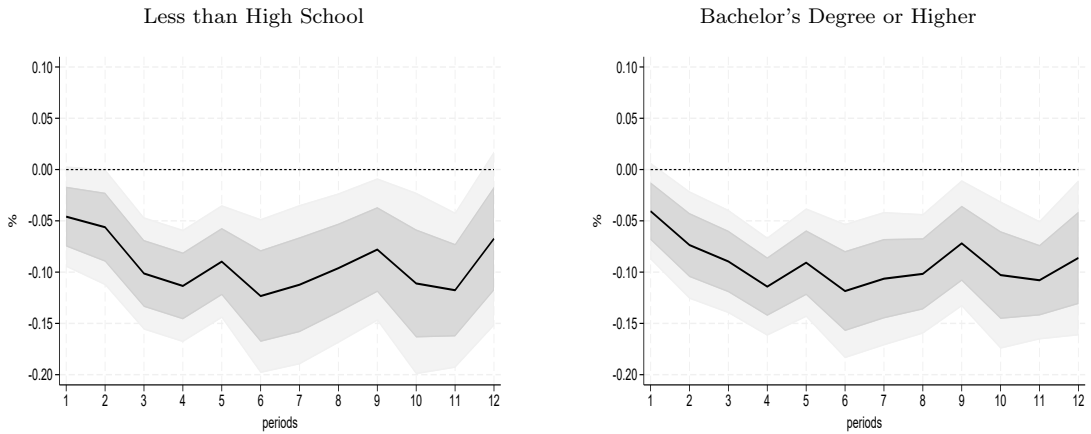 Less than High School
Bachelor's Degree or Higher
0.10
0.05
0.00
-0.05
-0.10
-0.15
-0.20
%
1 2 3 4 5 6 7 8 9 10 11 12
periods
0.10
0.05
0.00
-0.05
-0.10
-0.15
-0.20
%
1 2 3 4 5 6 7 8 9 10 11 12
periods